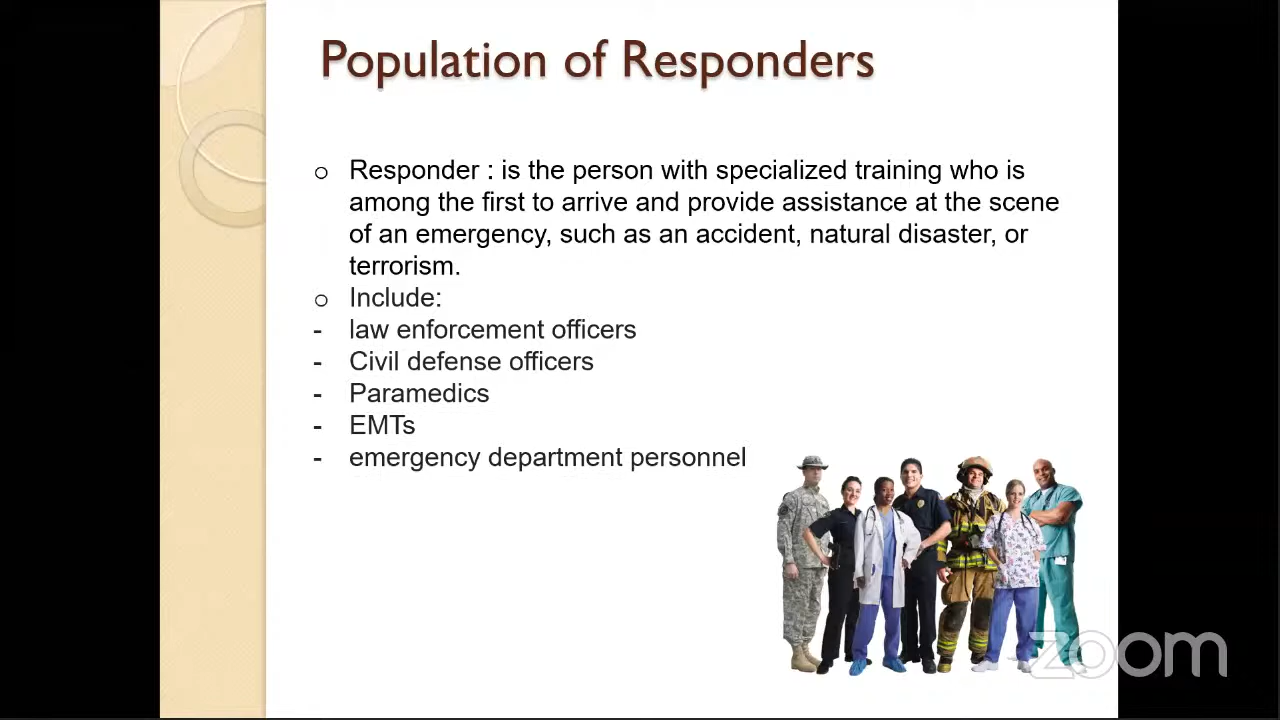 Population of Responders
o Responder : is the person with specialized training who is
among the first to arrive and provide assistance at the scene
of an emergency, such as an accident, natural disaster, or
terrorism.
o Include:
- law enforcement officers
- Civil defense officers
- Paramedics
- EMTs
- emergency department personnel
zoom